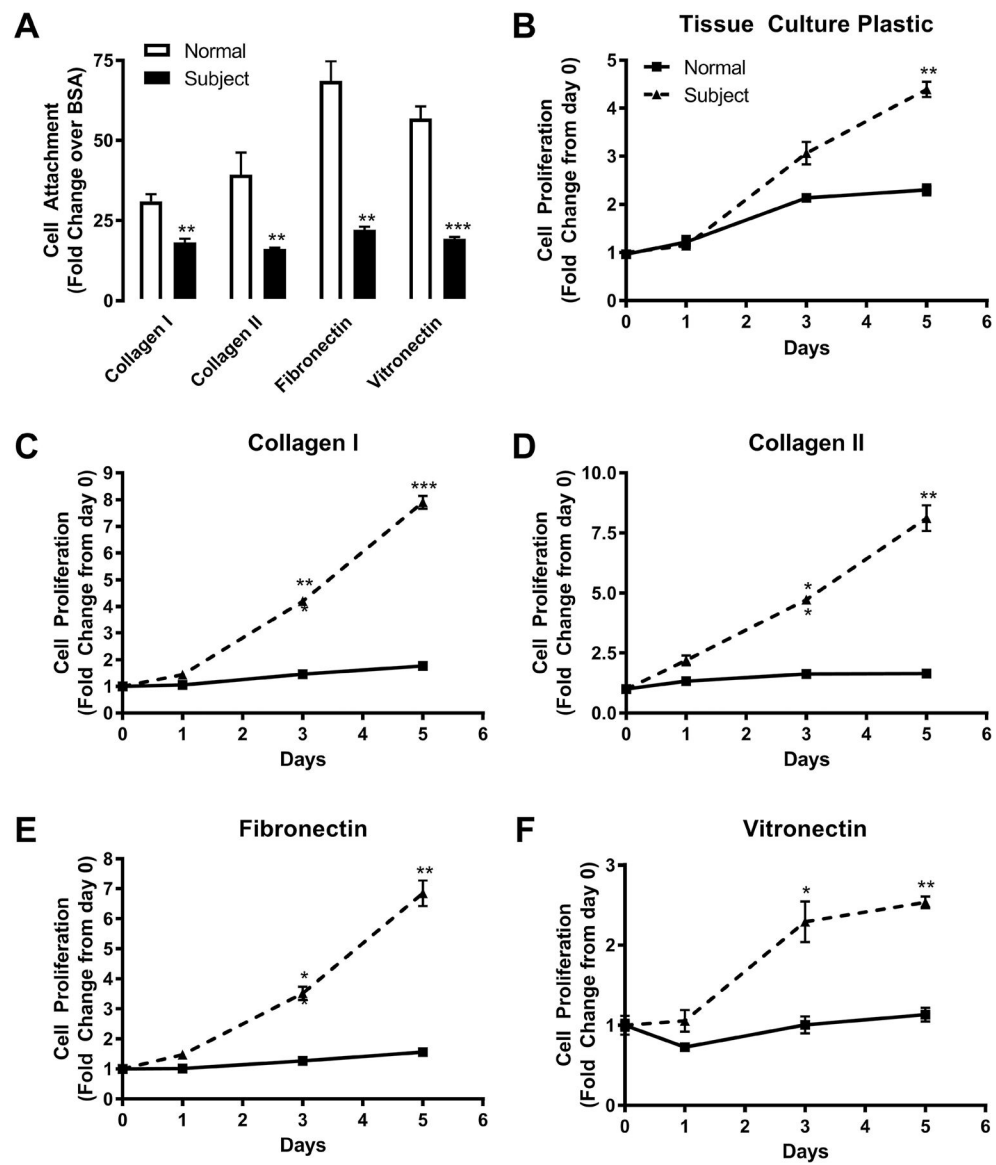 A
Normal
Subject
Cell Attachment
(Fold Change over BSA)
75
50
25
0
**
**
**
***
Collagen I
Collagen II
Fibronectin
Vitronectin
B
Tissue Culture Plastic
Normal
Subject
Cell Proliferation
(Fold Change from day 0)
5
4
3
2
1
0
**
0 1 2 3 4 5 6
Days
C
Collagen I
Cell Proliferation
(Fold Change from day 0)
9
8
7
6
5
4
3
2
1
0
***
**
*
0 1 2 3 4 5 6
Days
D
Collagen II
Cell Proliferation
(Fold Change from day 0)
10.0
7.5
5.0
2.5
0.0
**
*
*
0 1 2 3 4 5 6
Days
E
Fibronectin
Cell Proliferation
(Fold Change from day 0)
8
7
6
5
4
3
2
1
0
**
*
*
0 1 2 3 4 5 6
Days
F
Vitronectin
Cell Proliferation
(Fold Change from day 0)
3
2
1
0
*
**
0 1 2 3 4 5 6
Days